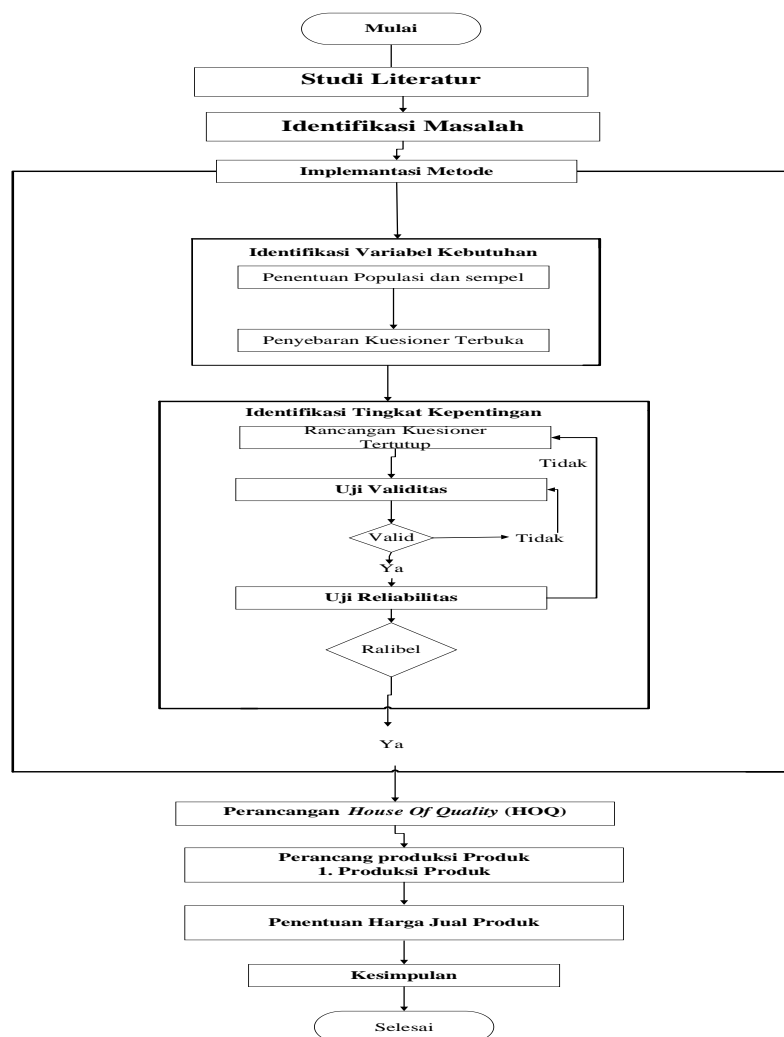 Mulai
Studi Literatur
Identifikasi Masalah
Implemantasi Metode
Identifikasi Variabel Kebutuhan
Penentuan Populasi dan sempel
Penyebaran Kuesioner Terbuka
Identifikasi Tingkat Kepentingan
Rancangan Kuesioner
Tertutup
Tidak
Uji Validitas
Valid
Tidak
Ya
Uji Reliabilitas
Ralibel
Ya
Perancangan House Of Quality (HOQ)
Perancang produksi Produk
1. Produksi Produk
Penentuan Harga Jual Produk
Kesimpulan
Selesai